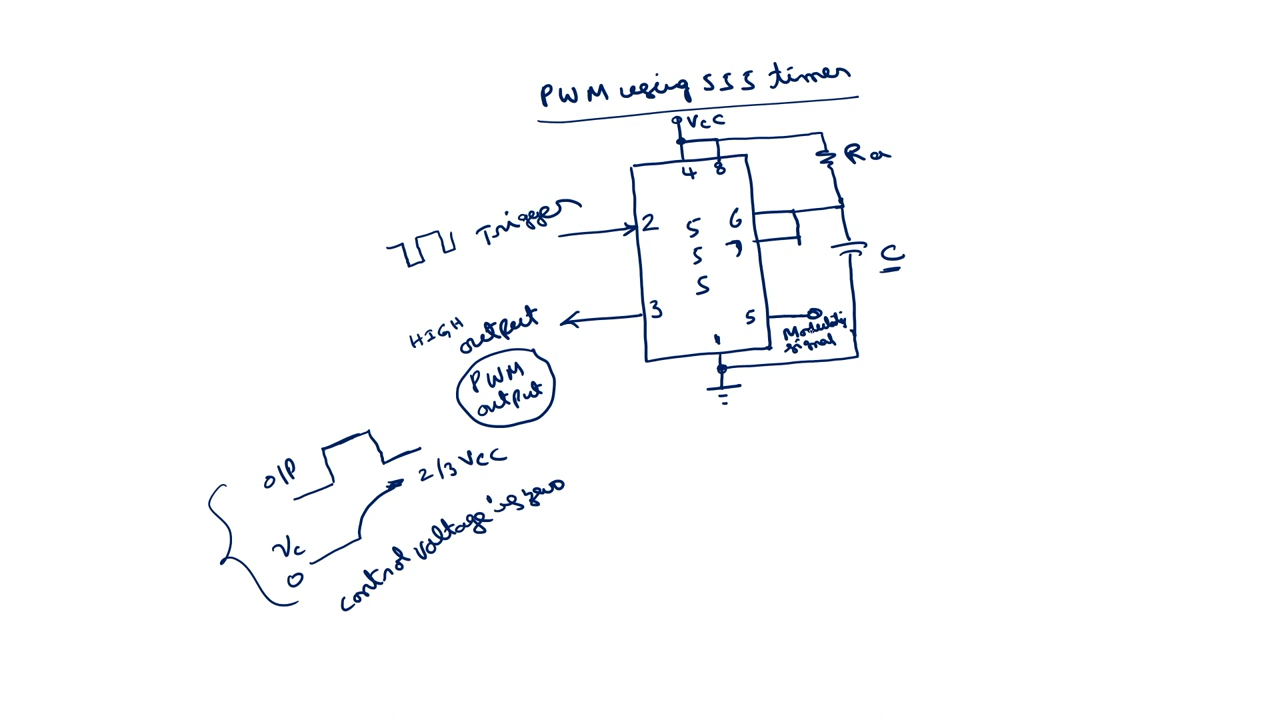 PWM using 555 timer
VCC
4 8
Ra
Trigger
2
5
5
5
6
7
C
HIGH output
3
5
Modulating
signal
1
PWM
output
O/P
2/3 VCC
Vc
0
control voltage is zero